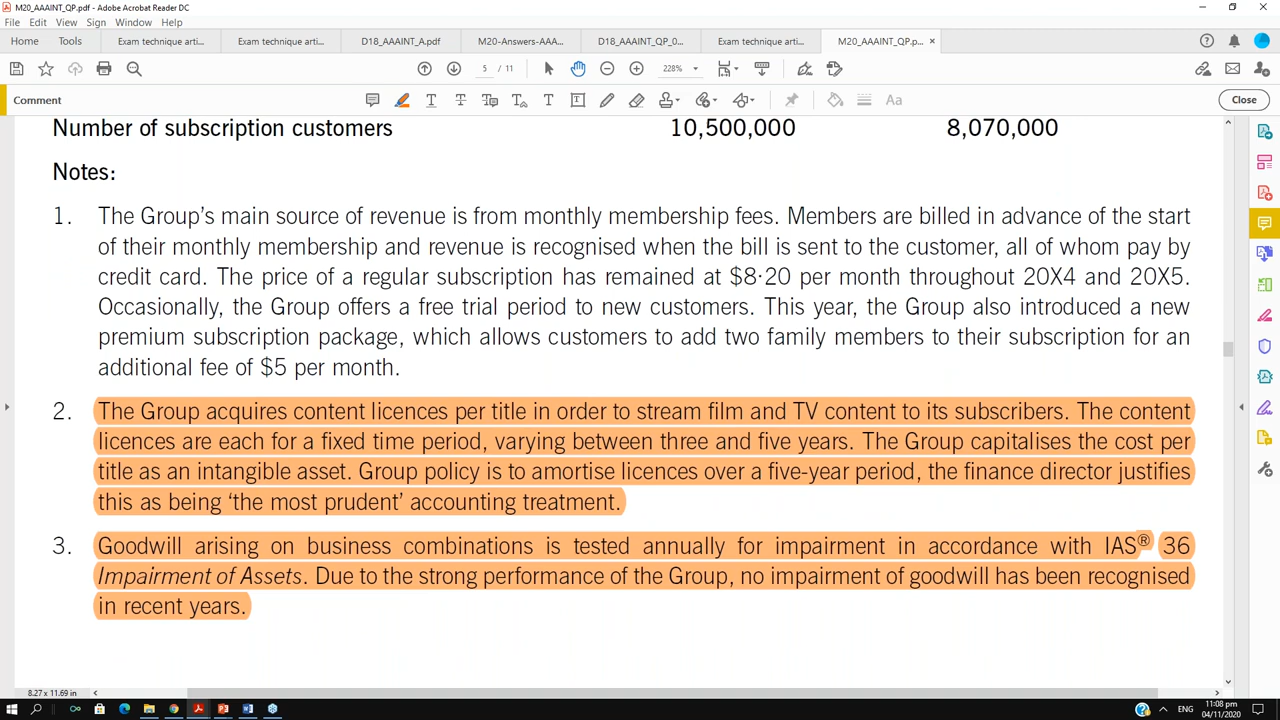 M20_AAAINT_QP.pdf - Adobe Acrobat Reader DC
File Edit View Sign Window Help
Home Tools Exam technique arti... Exam technique arti... D18_AAAINT_A.pdf M20-Answers-AAA... D18_AAAINT_QP_0... Exam technique arti... M20_AAAINT_QP.p... ×
5 / 11 228%
Comment Aa Close
Number of subscription customers 10,500,000 8,070,000
Notes:
1. The Group's main source of revenue is from monthly membership fees. Members are billed in advance of the start
of their monthly membership and revenue is recognised when the bill is sent to the customer, all of whom pay by
credit card. The price of a regular subscription has remained at $8·20 per month throughout 20X4 and 20X5.
Occasionally, the Group offers a free trial period to new customers. This year, the Group also introduced a new
premium subscription package, which allows customers to add two family members to their subscription for an
additional fee of $5 per month.
2. The Group acquires content licences per title in order to stream film and TV content to its subscribers. The content
licences are each for a fixed time period, varying between three and five years. The Group capitalises the cost per
title as an intangible asset. Group policy is to amortise licences over a five-year period, the finance director justifies
this as being 'the most prudent' accounting treatment.
3. Goodwill arising on business combinations is tested annually for impairment in accordance with IAS® 36
Impairment of Assets. Due to the strong performance of the Group, no impairment of goodwill has been recognised
in recent years.
8.27 x 11.69 in
ENG 11:08 pm
04/11/2020